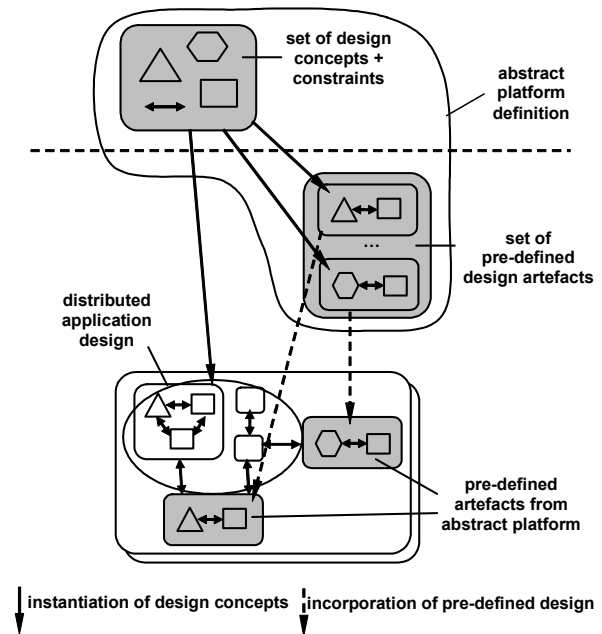 set of design
concepts +
constraints
abstract
platform
definition
...
set of
pre-defined
design artefacts
distributed
application
design
pre-defined
artefacts from
abstract platform
instantiation of design concepts
incorporation of pre-defined design